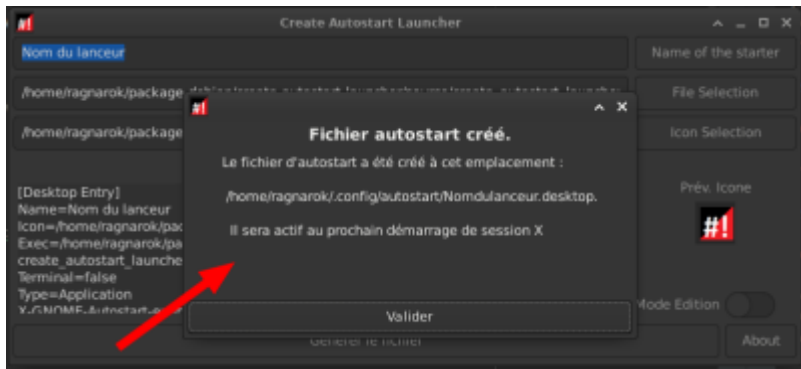 Create Autostart Launcher
Nom du lanceur
Name of the starter
/home/ragnarok/package
File Selection
/home/ragnarok/package
Icon Selection
#!
Fichier autostart créé.
Le fichier d'autostart a été créé à cet emplacement :
/home/ragnarok/.config/autostart/Nomdulanceur.desktop.
Il sera actif au prochain démarrage de session X
Valider
[Desktop Entry]
Name=Nom du lanceur
Icon=/home/ragnarok/pac
Exec=/home/ragnarok/pa
create_autostart_launche
Terminal=false
Type=Application
Prév. Icone
#!
Mode Edition
Générer le fichier
About